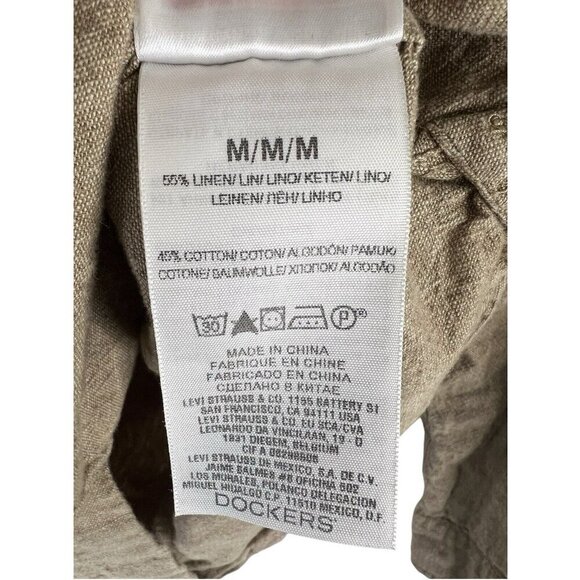 M/M/M
55% LINEN/ LIN/ LINO/ KETEN/ LINO/
LEINEN/ ЛЁН/ LINHO
45% COTTON/ COTON/ ALGODÓN/ PAMUK/
COTONE/ BAUMWOLLE/ ХЛОПОК/ ALGODÃO
30 P
MADE IN CHINA
FABRIQUE EN CHINE
FABRICADO EN CHINA
СДЕЛАНО В КИТАЕ
LEVI STRAUSS & CO. 1155 BATTERY ST
SAN FRANCISCO, CA 94111 USA
LEVI STRAUSS & CO. EU SCA/CVA
LEONARDO DA VINCILAAN, 19 - D
1831 DIEGEM, BELGIUM
CIF A 08298608
LEVI STRAUSS DE MEXICO, S.A. DE C.V.
JAIME BALMES #8 OFICINA 602
LOS MORALES, POLANCO DELEGACION
MIGUEL HIDALGO C.P. 11510 MEXICO, D.F.
DOCKERS